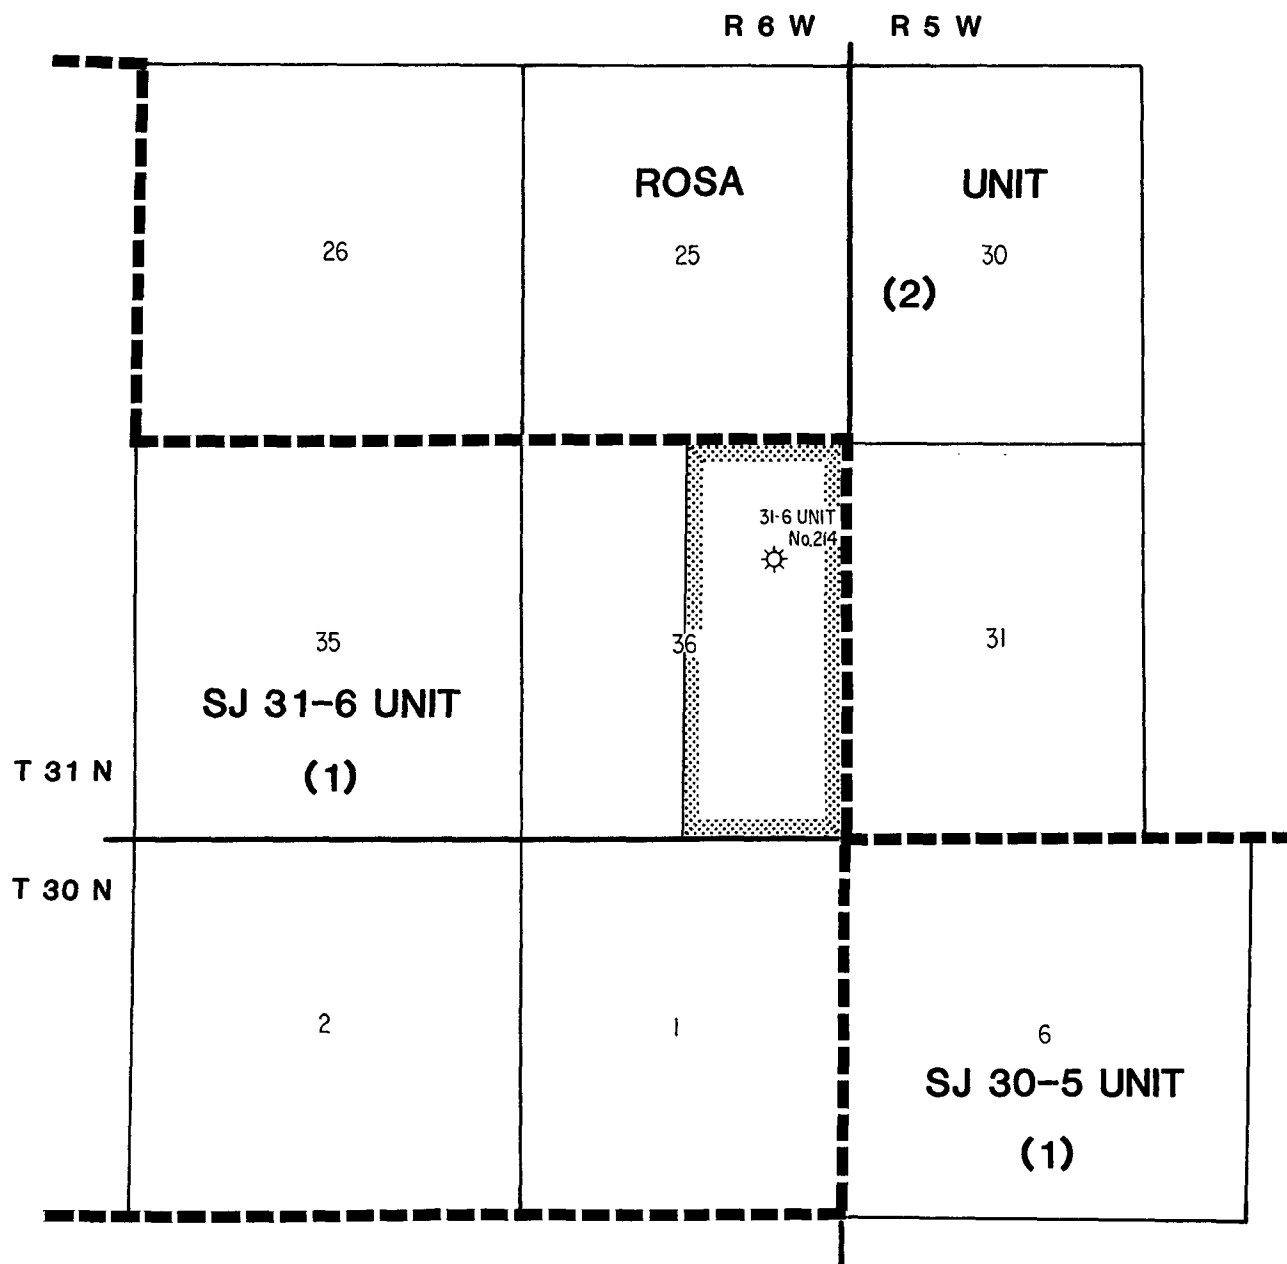 R 6 W
R 5 W
ROSA
UNIT
26
25
30
(2)
31-6 UNIT
No.214
35
36
31
SJ 31-6 UNIT
(1)
T 31 N
T 30 N
2
1
6
SJ 30-5 UNIT
(1)